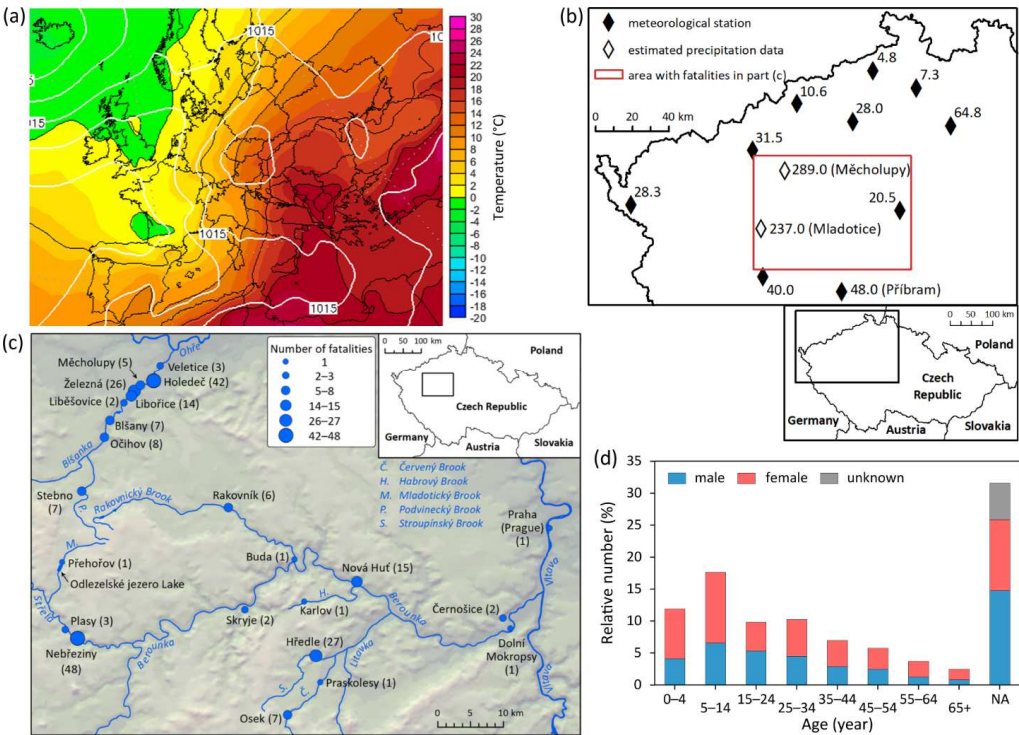 (a)
1015
1015
1015
1015
30
28
26
24
22
20
18
16
14
12
10
8
6
4
2
0
-2
-4
-6
-8
-10
-12
-14
-16
-18
-20
Temperature (°C)
(b)
meteorological station
estimated precipitation data
area with fatalities in part (c)
0 20 40 km
4.8
7.3
10.6
28.0
64.8
31.5
289.0 (Měcholupy)
28.3
20.5
237.0 (Mladotice)
40.0
48.0 (Příbram)
0 50 100 km
Poland
Czech
Republic
Germany
Austria
Slovakia
(c)
Number of fatalities
1
2–3
5–8
14–15
26–27
42–48
0 50 100 km
Poland
Czech Republic
Germany
Austria
Slovakia
Č. Červený Brook
H. Habrový Brook
M. Mladotický Brook
P. Podvinecký Brook
S. Stroupínský Brook
Ohře
Měcholupy (5)
Veletice (3)
Železná (26)
Holedeč (42)
Liběšovice (2)
Libořice (14)
Blšany (7)
Očihov (8)
Blšanka
Stebno
(7)
P.
Rakovnický Brook
Rakovník (6)
Praha
(Prague)
(1)
M.
Přehořov (1)
Odlezelské jezero Lake
Buda (1)
Nová Huť (15)
Vltava
Střela
Plasy (3)
Nebřeziny
(48)
Berounka
Skryje (2)
H.
Karlov (1)
Berounka
Černošice (2)
Dolní
Mokropsy
(1)
Vltava
Hředle (27)
Litavka
S.
Č.
Praskolesy (1)
Osek (7)
0 5 10 km
(d)
male
female
unknown
Relative number (%)
35
30
25
20
15
10
5
0
0–4
5–14
15–24
25–34
35–44
45–54
55–64
65+
NA
Age (year)